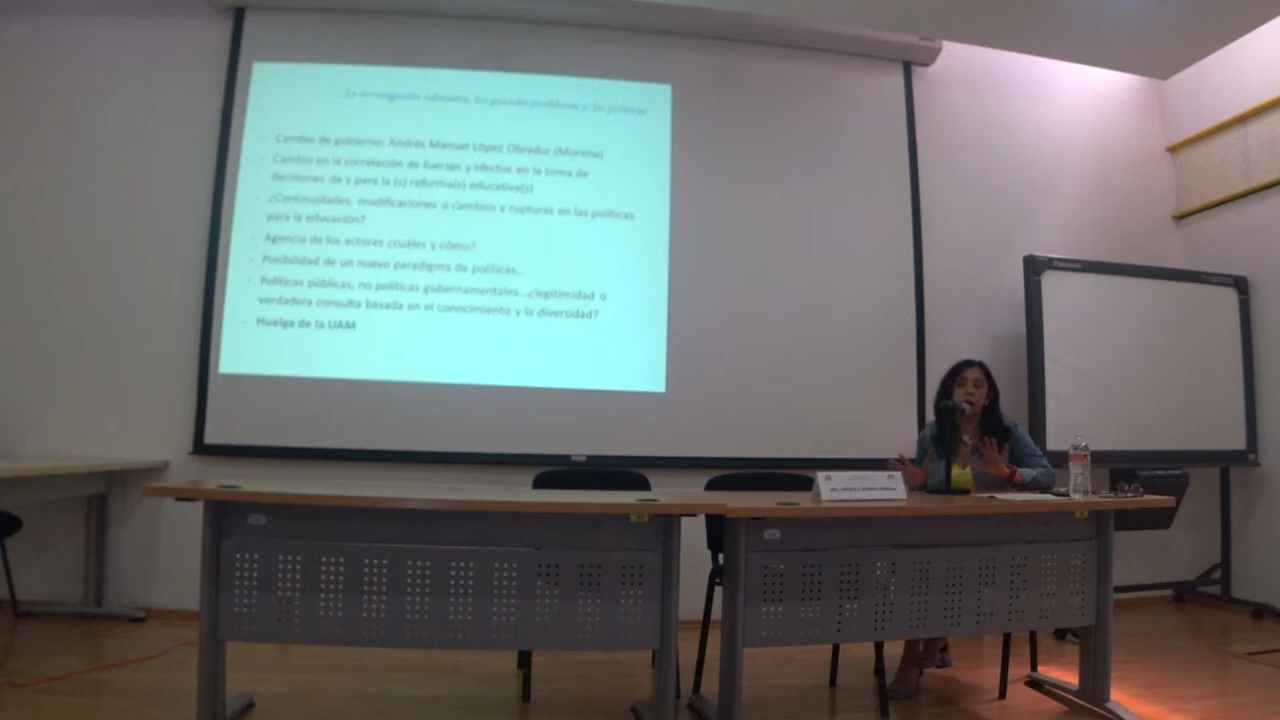 La investigación educativa, los grandes problemas y las políticas
Cambio de gobierno: Andrés Manuel López Obrador (Morena)
Cambio en la correlación de fuerzas y efectos en la toma de
decisiones de y para la (s) reforma(s) educativa(s)
¿Continuidades, modificaciones o cambios y rupturas en las políticas
para la educación?
Agencia de los actores ¿cuáles y cómo?
Posibilidad de un nuevo paradigma de políticas...
Políticas públicas, no políticas gubernamentales...¿legitimidad o
verdadera consulta basada en el conocimiento y la diversidad?
Huelga de la UAM
Panasonic